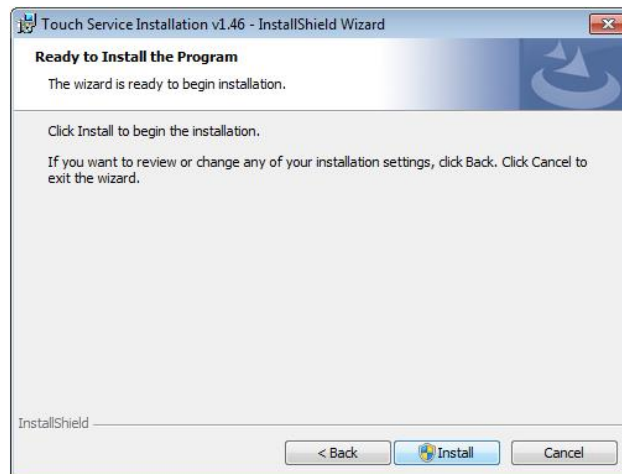 Touch Service Installation v1.46 - InstallShield Wizard
Ready to Install the Program
The wizard is ready to begin installation.
Click Install to begin the installation.
If you want to review or change any of your installation settings, click Back. Click Cancel to
exit the wizard.
InstallShield
< Back Install Cancel